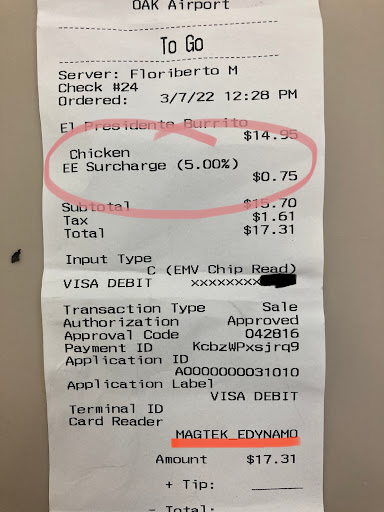 OAK Airport
To Go
Server: Floriberto M
Check #24
Ordered: 3/7/22 12:28 PM
El Presidente Burrito
$14.95
Chicken
EE Surcharge (5.00%)
$0.75
Subtotal $15.70
Tax $1.61
Total $17.31
Input Type
C (EMV Chip Read)
VISA DEBIT xxxxxxxx
Transaction Type Sale
Authorization Approved
Approval Code 042816
Payment ID KcbzWPxsjrq9
Application ID
A0000000031010
Application Label
VISA DEBIT
Terminal ID
Card Reader
MAGTEK_EDYNAMO
Amount $17.31
+ Tip:
= Total: